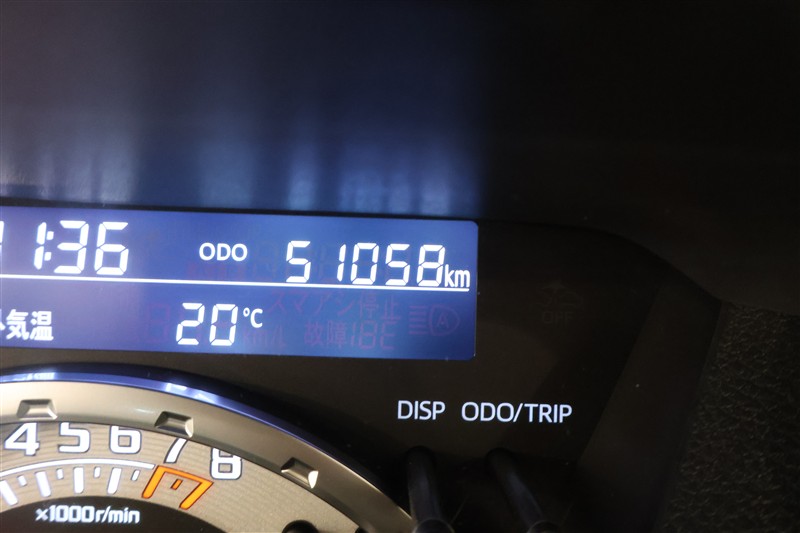 1:36 ODO 51058km
外気温 20℃
DISP ODO/TRIP
4 5 6 7 8
×1000r/min